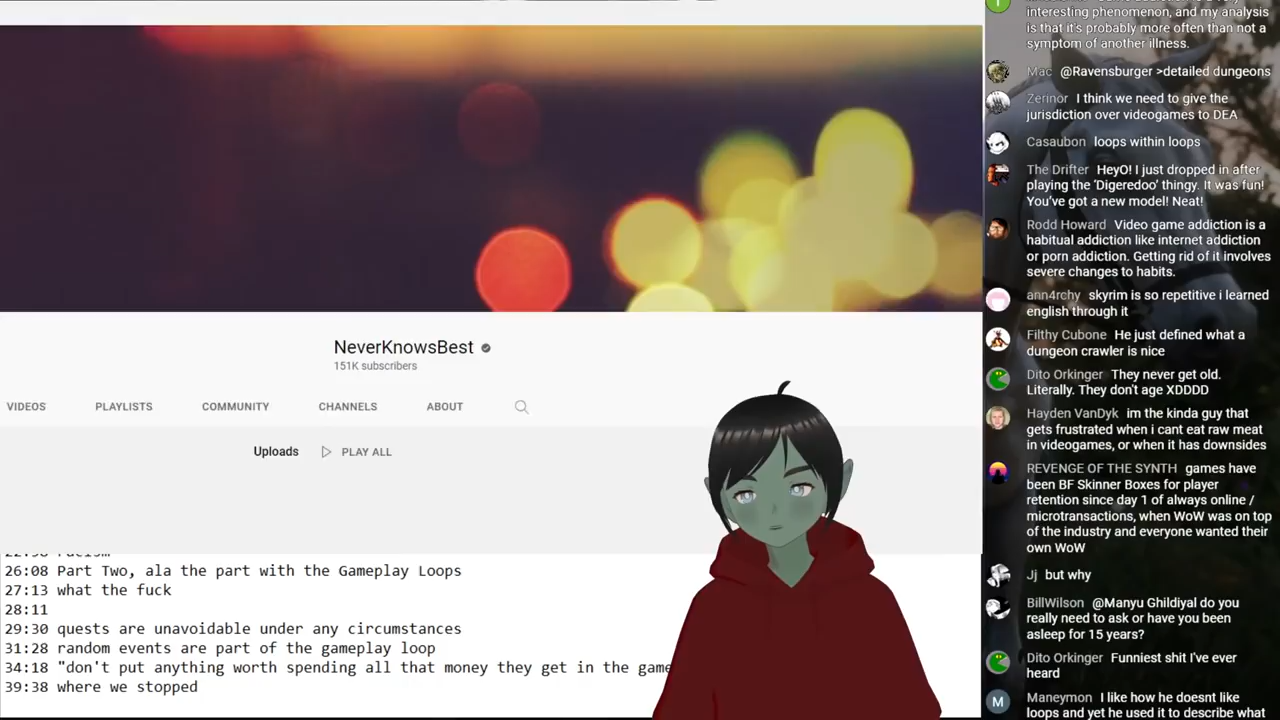 NeverKnowsBest
151K subscribers
VIDEOS PLAYLISTS COMMUNITY CHANNELS ABOUT
Uploads PLAY ALL
26:08 Part Two, ala the part with the Gameplay Loops
27:13 what the fuck
28:11
29:30 quests are unavoidable under any circumstances
31:28 random events are part of the gameplay loop
34:18 "don't put anything worth spending all that money they get in the game
39:38 where we stopped
interesting phenomenon, and my analysis
is that it's probably more often than not a
symptom of another illness.
Mac @Ravensburger >detailed dungeons
Zerinor I think we need to give the
jurisdiction over videogames to DEA
Casaubon loops within loops
The Drifter HeyO! I just dropped in after
playing the 'Digeredoo' thingy. It was fun!
You've got a new model! Neat!
Rodd Howard Video game addiction is a
habitual addiction like internet addiction
or porn addiction. Getting rid of it involves
severe changes to habits.
ann4rchy skyrim is so repetitive i learned
english through it
Filthy Cubone He just defined what a
dungeon crawler is nice
Dito Orkinger They never get old.
Literally. They don't age XDDDD
Hayden VanDyk im the kinda guy that
gets frustrated when i cant eat raw meat
in videogames, or when it has downsides
REVENGE OF THE SYNTH games have
been BF Skinner Boxes for player
retention since day 1 of always online /
microtransactions, when WoW was on top
of the industry and everyone wanted their
own WoW
Jj but why
BillWilson @Manyu Ghildiyal do you
really need to ask or have you been
asleep for 15 years?
Dito Orkinger Funniest shit I've ever
heard
M
Maneymon I like how he doesnt like
loops and yet he used it to describe what